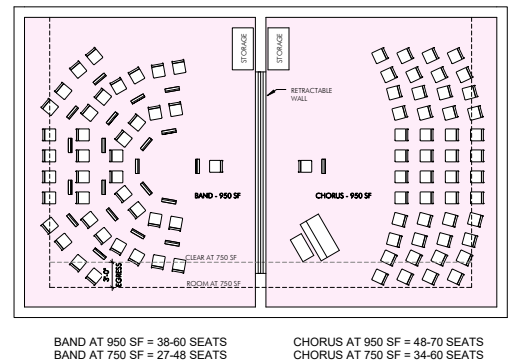 STORAGE
STORAGE
RETRACTABLE
WALL
BAND - 950 SF
CHORUS - 950 SF
CLEAR AT 750 SF
3'-0"
EGRESS
ROOM AT 750 SF
BAND AT 950 SF = 38-60 SEATS
BAND AT 750 SF = 27-48 SEATS
CHORUS AT 950 SF = 48-70 SEATS
CHORUS AT 750 SF = 34-60 SEATS